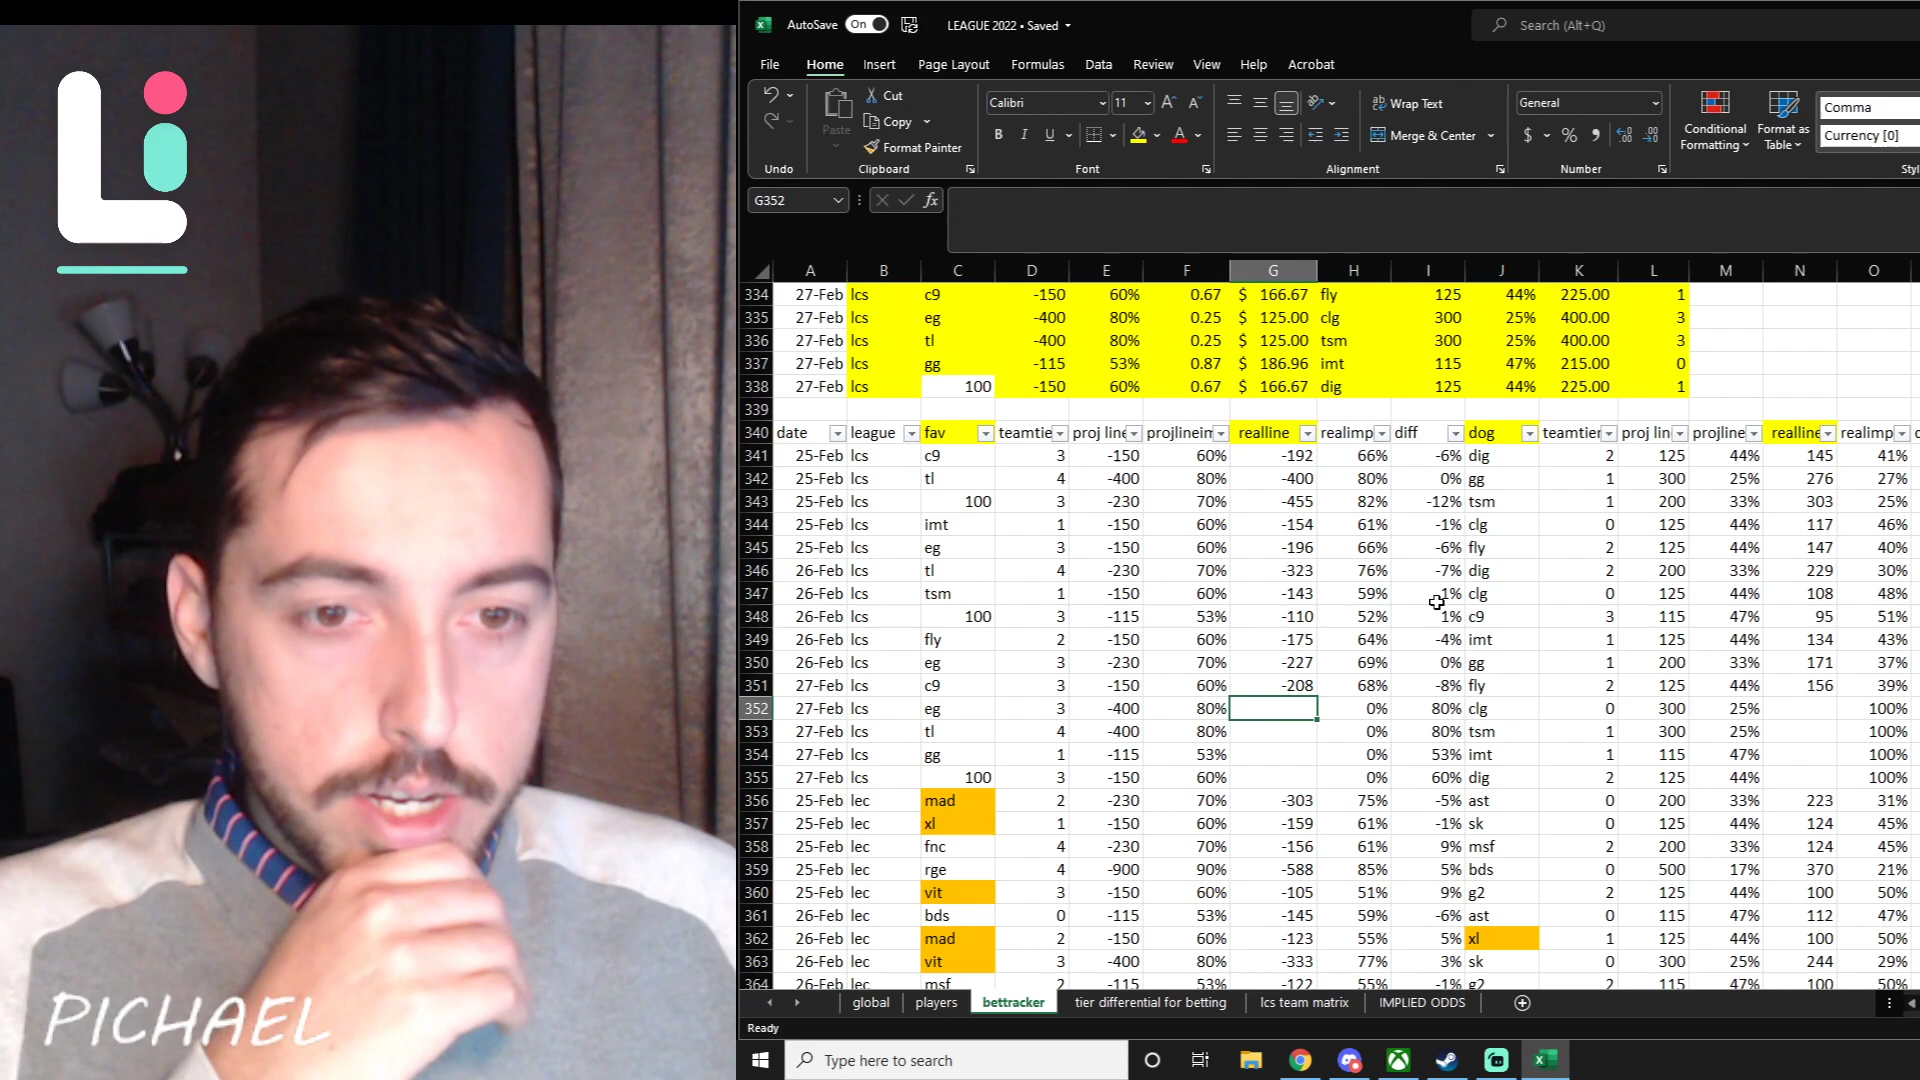 AutoSave On LEAGUE 2022 • Saved Search (Alt+Q)
File Home Insert Page Layout Formulas Data Review View Help Acrobat
Paste Cut Copy Format Painter Calibri 11 B I U Wrap Text Merge & Center General $ % Conditional Formatting Format as Table Comma Currency [0]
Undo Clipboard Font Alignment Number Styl
G352 fx
A B C D E F G H I J K L M N O
334 27-Feb lcs c9 -150 60% 0.67 $ 166.67 fly 125 44% 225.00 1
335 27-Feb lcs eg -400 80% 0.25 $ 125.00 clg 300 25% 400.00 3
336 27-Feb lcs tl -400 80% 0.25 $ 125.00 tsm 300 25% 400.00 3
337 27-Feb lcs gg -115 53% 0.87 $ 186.96 imt 115 47% 215.00 0
338 27-Feb lcs 100 -150 60% 0.67 $ 166.67 dig 125 44% 225.00 1
339
340 date league fav teamtie proj line projlinein realline realimp diff dog teamtier proj lin projline realline realimp
341 25-Feb lcs c9 3 -150 60% -192 66% -6% dig 2 125 44% 145 41%
342 25-Feb lcs tl 4 -400 80% -400 80% 0% gg 1 300 25% 276 27%
343 25-Feb lcs 100 3 -230 70% -455 82% -12% tsm 1 200 33% 303 25%
344 25-Feb lcs imt 1 -150 60% -154 61% -1% clg 0 125 44% 117 46%
345 25-Feb lcs eg 3 -150 60% -196 66% -6% fly 2 125 44% 147 40%
346 26-Feb lcs tl 4 -230 70% -323 76% -7% dig 2 200 33% 229 30%
347 26-Feb lcs tsm 1 -150 60% -143 59% 1% clg 0 125 44% 108 48%
348 26-Feb lcs 100 3 -115 53% -110 52% 1% c9 3 115 47% 95 51%
349 26-Feb lcs fly 2 -150 60% -175 64% -4% imt 1 125 44% 134 43%
350 26-Feb lcs eg 3 -230 70% -227 69% 0% gg 1 200 33% 171 37%
351 27-Feb lcs c9 3 -150 60% -208 68% -8% fly 2 125 44% 156 39%
352 27-Feb lcs eg 3 -400 80% 0% 80% clg 0 300 25% 100%
353 27-Feb lcs tl 4 -400 80% 0% 80% tsm 1 300 25% 100%
354 27-Feb lcs gg 1 -115 53% 0% 53% imt 1 115 47% 100%
355 27-Feb lcs 100 3 -150 60% 0% 60% dig 2 125 44% 100%
356 25-Feb lec mad 2 -230 70% -303 75% -5% ast 0 200 33% 223 31%
357 25-Feb lec xl 1 -150 60% -159 61% -1% sk 0 125 44% 124 45%
358 25-Feb lec fnc 4 -230 70% -156 61% 9% msf 2 200 33% 124 45%
359 25-Feb lec rge 4 -900 90% -588 85% 5% bds 0 500 17% 370 21%
360 25-Feb lec vit 3 -150 60% -105 51% 9% g2 2 125 44% 100 50%
361 26-Feb lec bds 0 -115 53% -145 59% -6% ast 0 115 47% 112 47%
362 26-Feb lec mad 2 -150 60% -123 55% 5% xl 1 125 44% 100 50%
363 26-Feb lec vit 3 -400 80% -333 77% 3% sk 0 300 25% 244 29%
364 26-Feb lec msf 2 -115 53% -122 55% -1% g2 2 115 47% 100 50%
global players bettracker tier differential for betting lcs team matrix IMPLIED ODDS
Ready
Type here to search
Li
PICHAEL